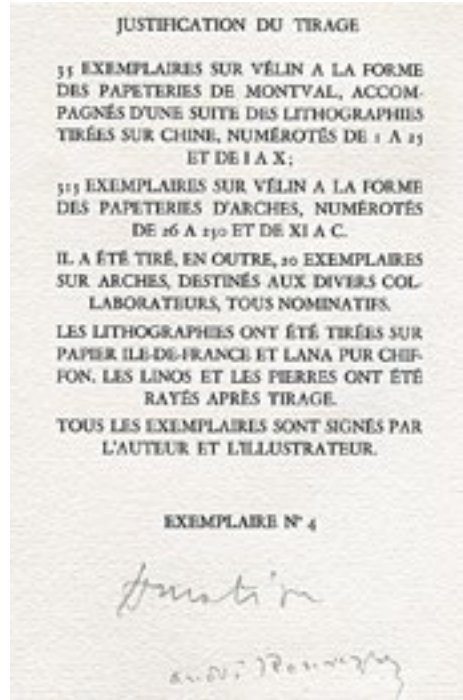 JUSTIFICATION DU TIRAGE
35 EXEMPLAIRES SUR VÉLIN A LA FORME
DES PAPETERIES DE MONTVAL, ACCOM-
PAGNÉS D'UNE SUITE DES LITHOGRAPHIES
TIRÉES SUR CHINE, NUMÉROTÉS DE 1 A 25
ET DE I A X ;
315 EXEMPLAIRES SUR VÉLIN A LA FORME
DES PAPETERIES D'ARCHES, NUMÉROTÉS
DE 26 A 250 ET DE XI A C.
IL A ÉTÉ TIRÉ, EN OUTRE, 20 EXEMPLAIRES
SUR ARCHES, DESTINÉS AUX DIVERS COL-
LABORATEURS, TOUS NOMINATIFS.
LES LITHOGRAPHIES ONT ÉTÉ TIRÉES SUR
PAPIER ILE-DE-FRANCE ET LANA PUR CHIF-
FON. LES LINOS ET LES PIERRES ONT ÉTÉ
RAYÉS APRÈS TIRAGE.
TOUS LES EXEMPLAIRES SONT SIGNÉS PAR
L'AUTEUR ET L'ILLUSTRATEUR.
EXEMPLAIRE N° 4
andré